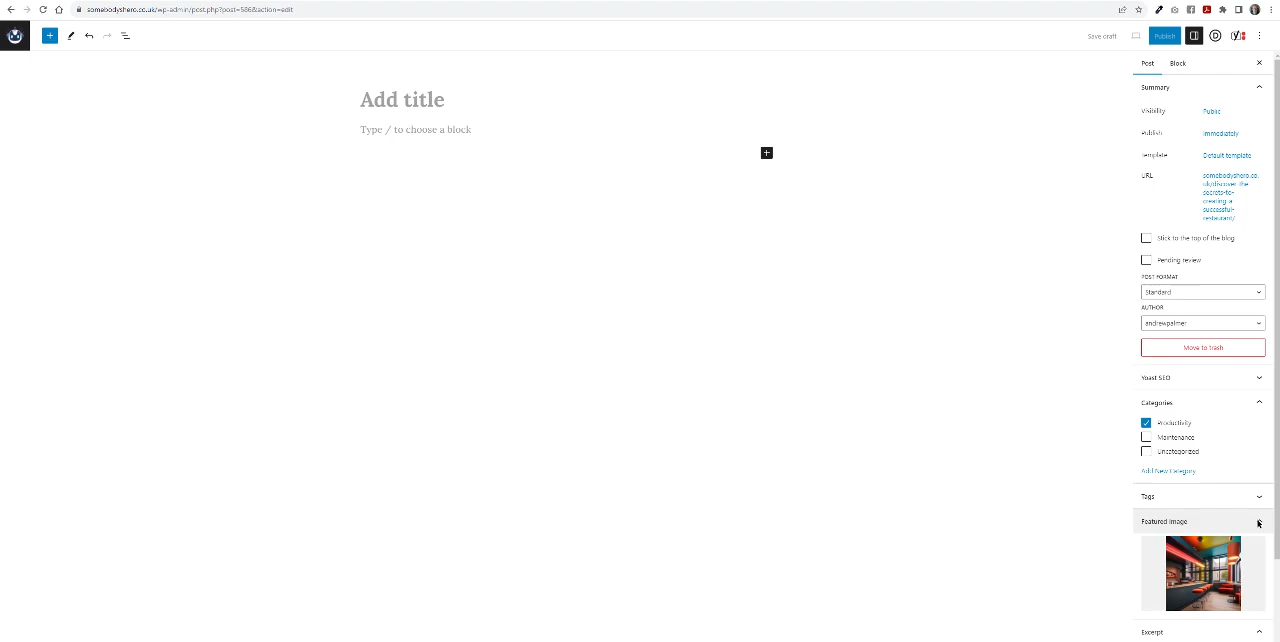 somebodyshero.co.uk/wp-admin/post.php?post=586&action=edit
Save draft
Publish
Post
Block
Add title
Type / to choose a block
Summary
Visibility
Public
Publish
Immediately
Template
Default template
URL
somebodyshero.co.
uk/discover-the-
secrets-to-
creating-a-
successful-
restaurant/
Stick to the top of the blog
Pending review
POST FORMAT
Standard
AUTHOR
andrewpalmer
Move to trash
Yoast SEO
Categories
Productivity
Maintenance
Uncategorized
Add New Category
Tags
Featured image
Excerpt